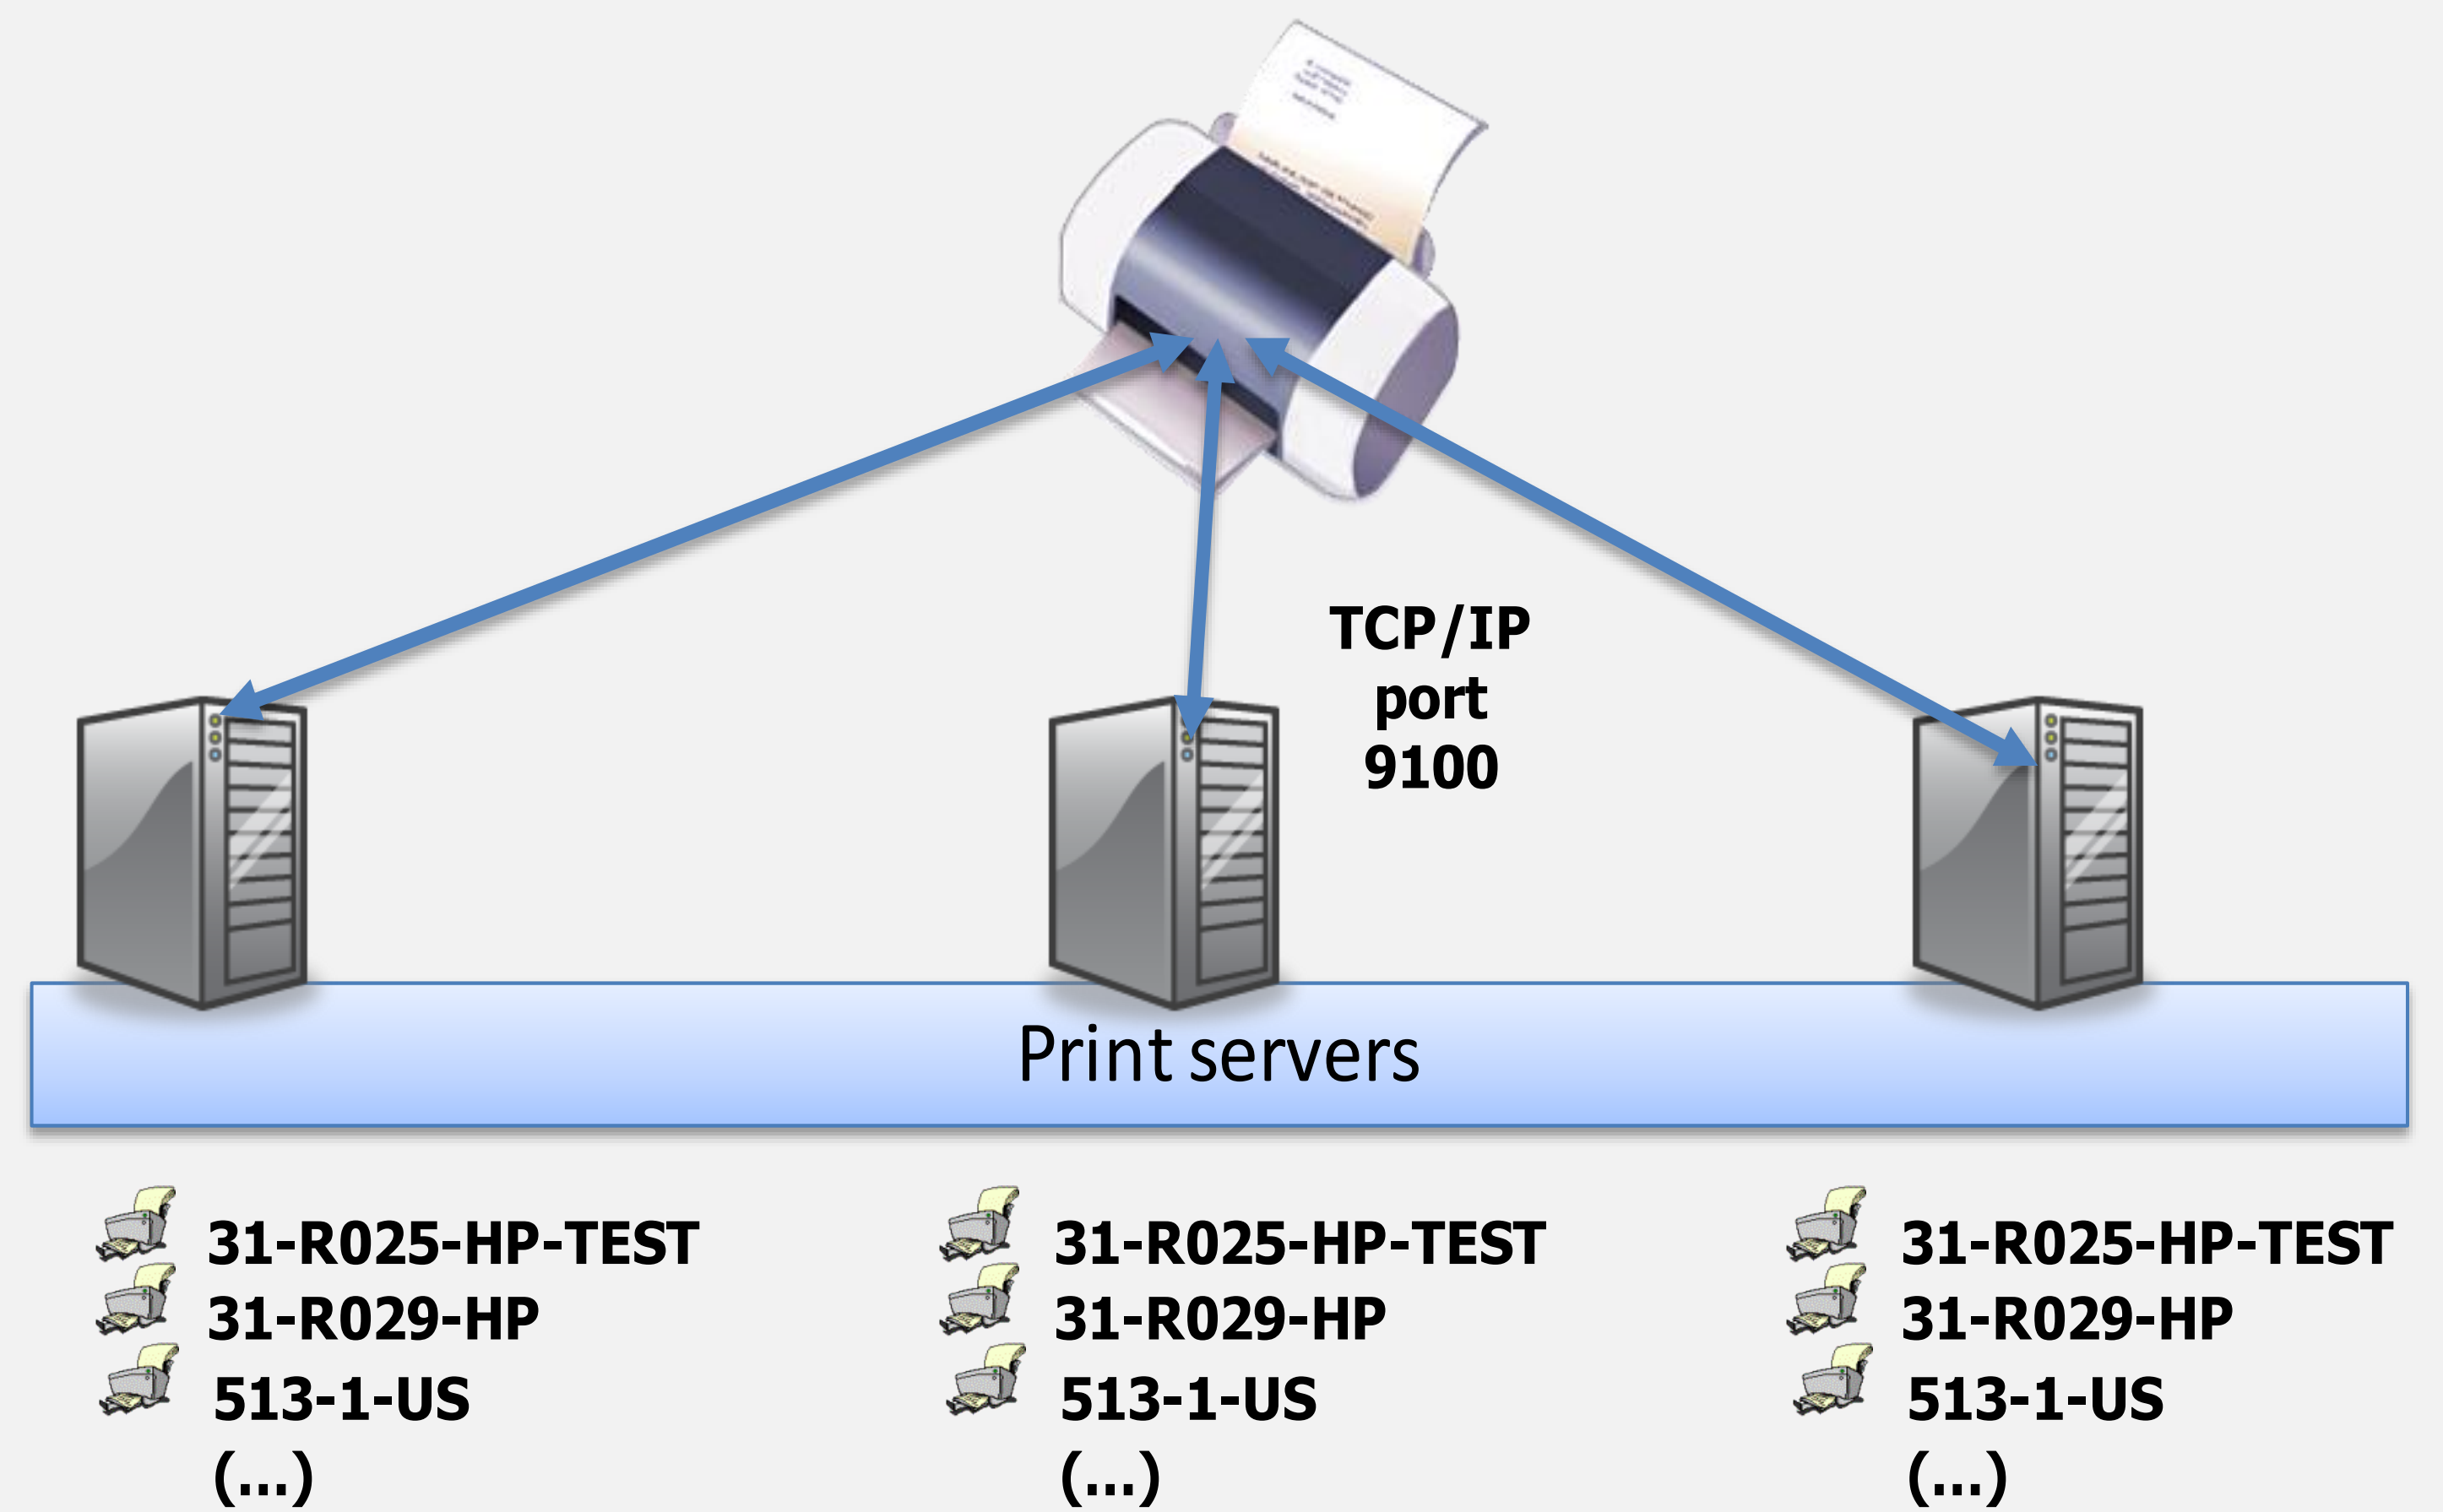 TCP/IP
port
9100
Print servers
31-R025-HP-TEST
31-R029-HP
513-1-US
(...)
31-R025-HP-TEST
31-R029-HP
513-1-US
(...)
31-R025-HP-TEST
31-R029-HP
513-1-US
(...)